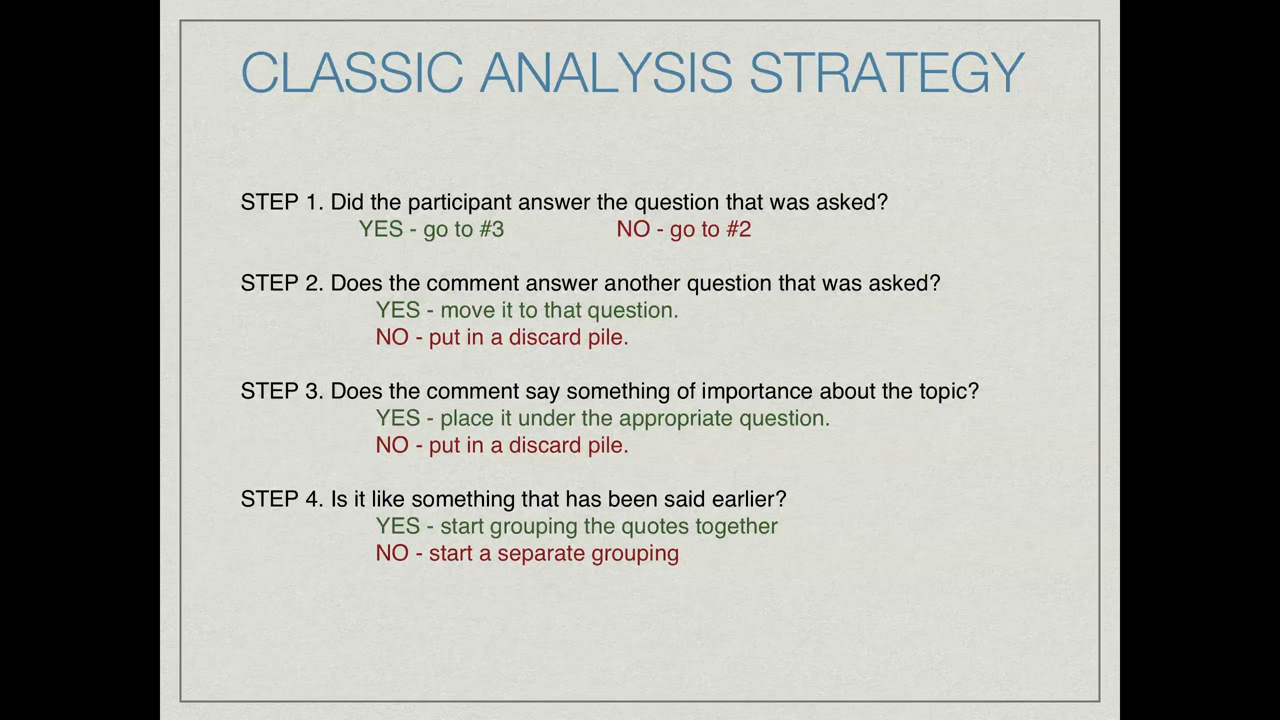 CLASSIC ANALYSIS STRATEGY
STEP 1. Did the participant answer the question that was asked?
YES - go to #3 NO - go to #2
STEP 2. Does the comment answer another question that was asked?
YES - move it to that question.
NO - put in a discard pile.
STEP 3. Does the comment say something of importance about the topic?
YES - place it under the appropriate question.
NO - put in a discard pile.
STEP 4. Is it like something that has been said earlier?
YES - start grouping the quotes together
NO - start a separate grouping